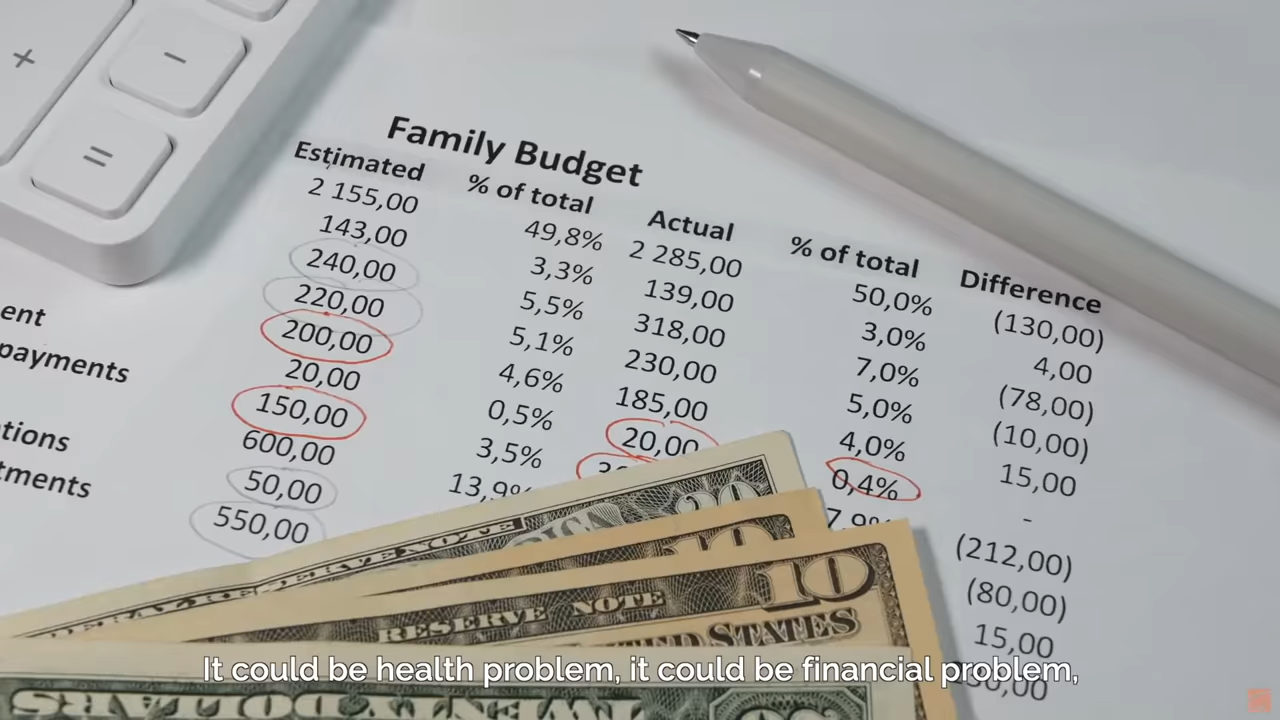 +
−
=
Family Budget
Estimated % of total Actual % of total Difference
2 155,00 49,8% 2 285,00 50,0% (130,00)
143,00 3,3% 139,00 3,0% 4,00
240,00 5,5% 318,00 7,0% (78,00)
220,00 5,1% 230,00 5,0% (10,00)
ent 200,00 4,6% 185,00 4,0% 15,00
payments 20,00 0,5% 20,00 0,4% -
150,00 3,5% (212,00)
tions 600,00 13,9% (80,00)
tments 50,00 15,00
550,00
20
10
RESERVE NOTE 10
STATES
TWENTY DOLLARS
It could be health problem, it could be financial problem,